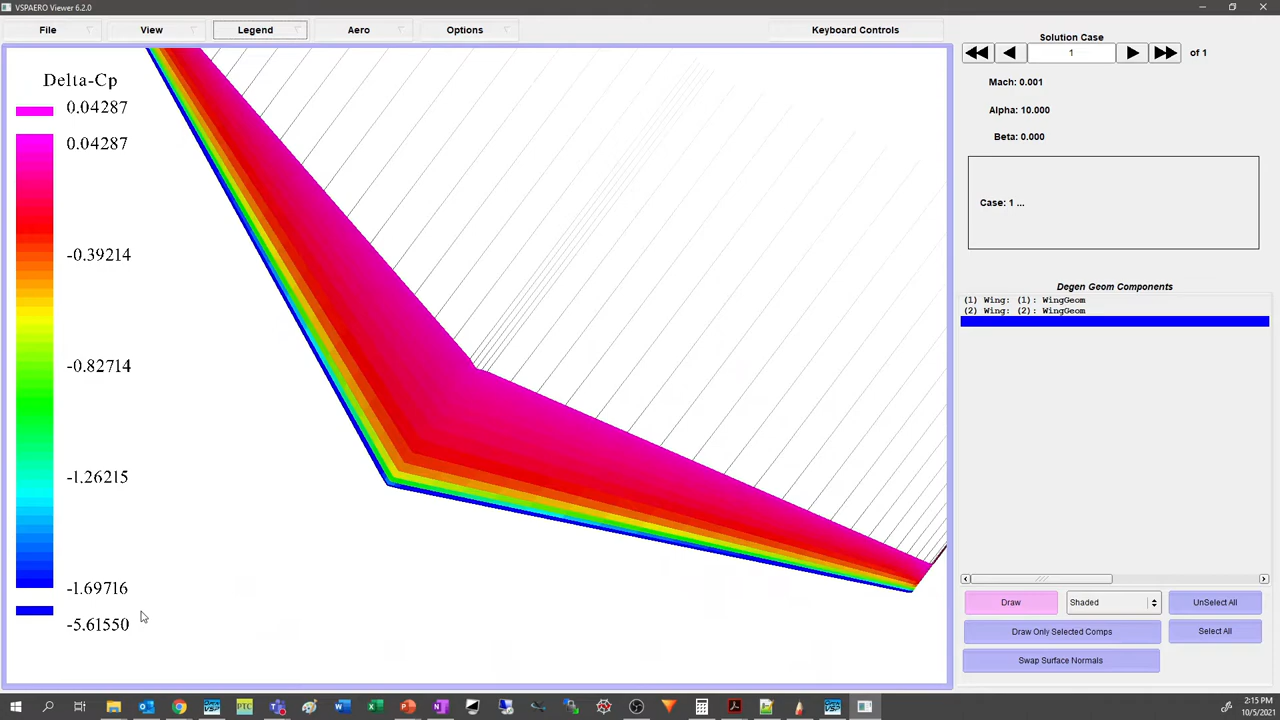 VSPAERO Viewer 6.2.0
File
View
Legend
Aero
Options
Keyboard Controls
Solution Case
1
of 1
Mach: 0.001
Alpha: 10.000
Beta: 0.000
Case: 1 ...
Degen Geom Components
(1) Wing: (1): WingGeom
(2) Wing: (2): WingGeom
Draw
Shaded
UnSelect All
Draw Only Selected Comps
Select All
Swap Surface Normals
Delta-Cp
0.04287
0.04287
-0.39214
-0.82714
-1.26215
-1.69716
-5.61550
PTC
2:15 PM
10/5/2021